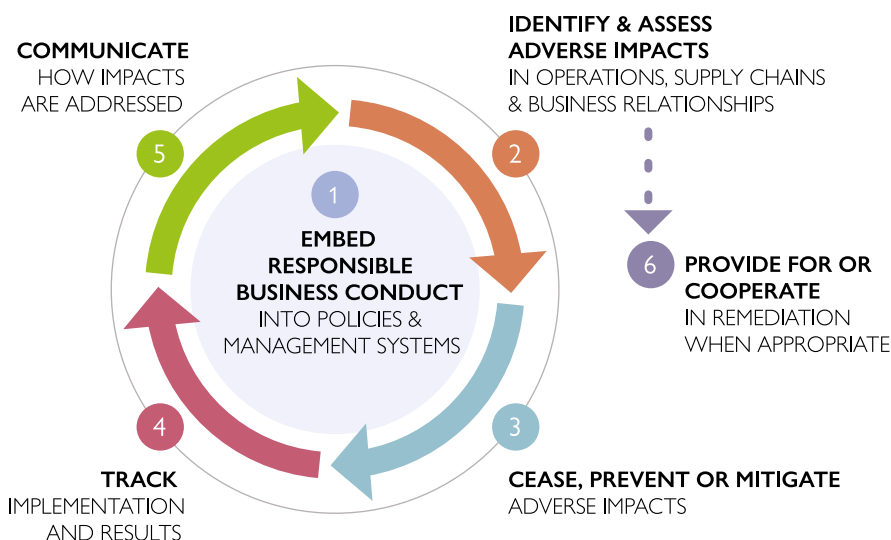 COMMUNICATE
HOW IMPACTS
ARE ADDRESSED
5
IDENTIFY & ASSESS
ADVERSE IMPACTS
IN OPERATIONS, SUPPLY CHAINS
& BUSINESS RELATIONSHIPS
2
1
EMBED
RESPONSIBLE
BUSINESS CONDUCT
INTO POLICIES &
MANAGEMENT SYSTEMS
6
PROVIDE FOR OR
COOPERATE
IN REMEDIATION
WHEN APPROPRIATE
4
TRACK
IMPLEMENTATION
AND RESULTS
3
CEASE, PREVENT OR MITIGATE
ADVERSE IMPACTS